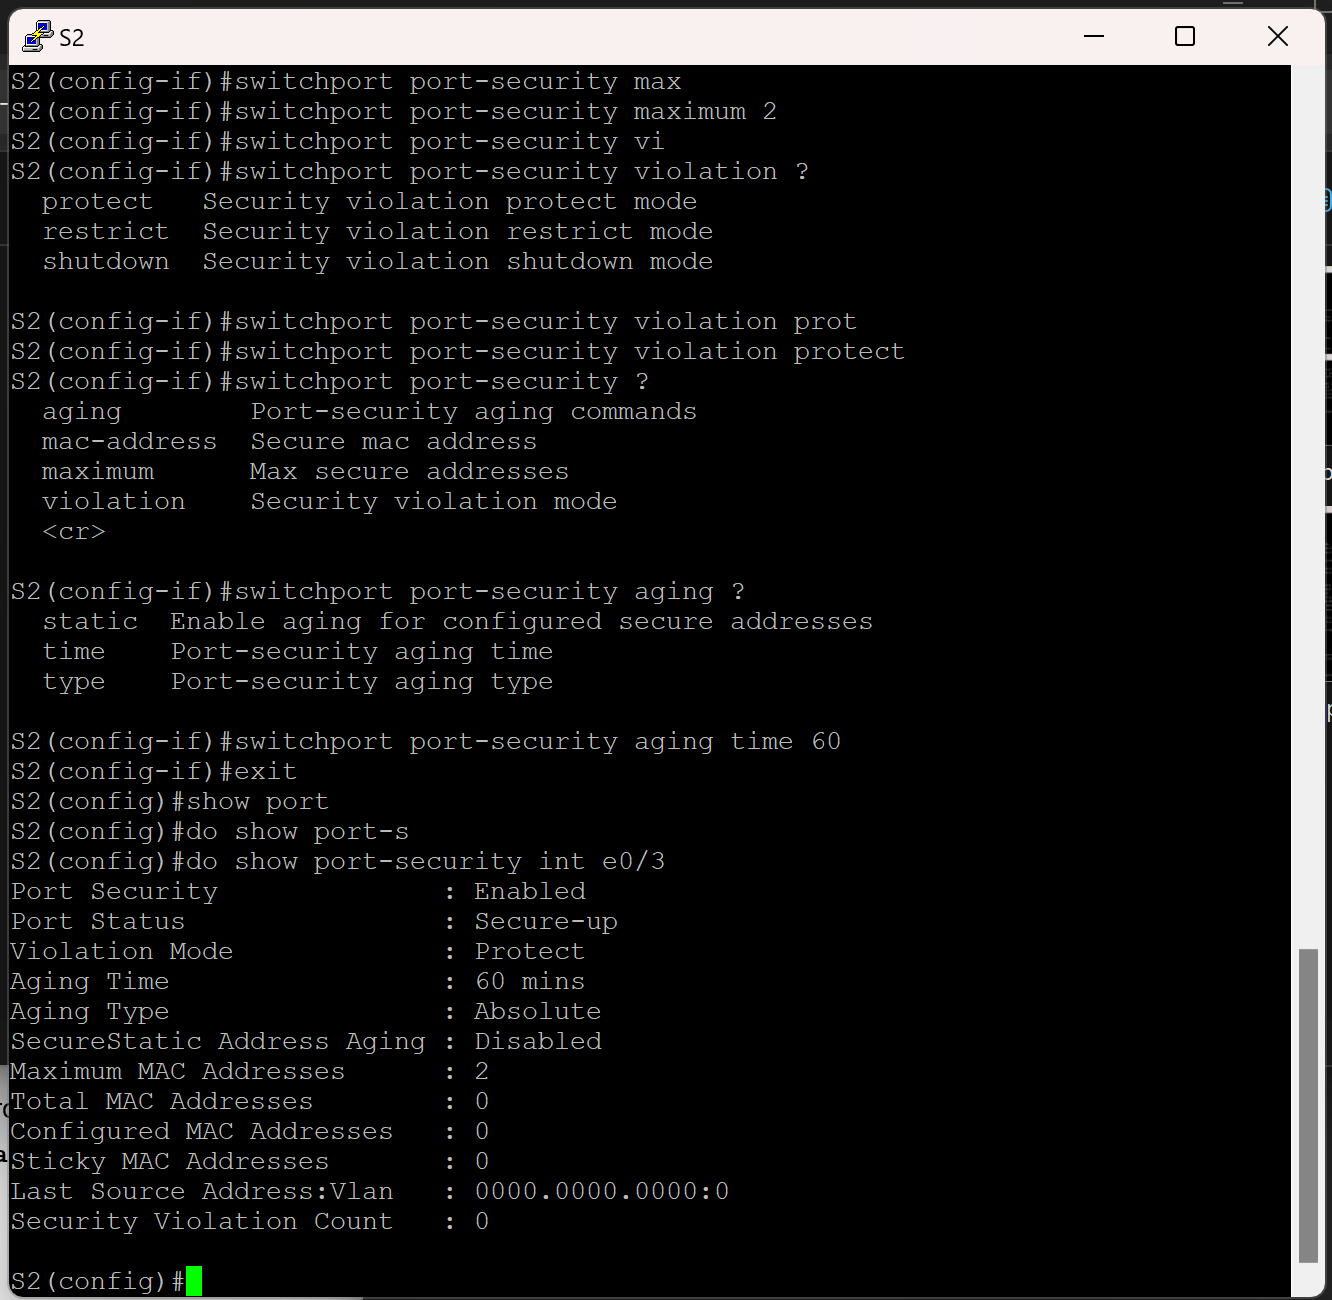 S2
S2(config-if)#switchport port-security max
S2(config-if)#switchport port-security maximum 2
S2(config-if)#switchport port-security vi
S2(config-if)#switchport port-security violation ?
  protect   Security violation protect mode
  restrict  Security violation restrict mode
  shutdown  Security violation shutdown mode

S2(config-if)#switchport port-security violation prot
S2(config-if)#switchport port-security violation protect
S2(config-if)#switchport port-security ?
  aging        Port-security aging commands
  mac-address  Secure mac address
  maximum      Max secure addresses
  violation    Security violation mode
  <cr>

S2(config-if)#switchport port-security aging ?
  static  Enable aging for configured secure addresses
  time    Port-security aging time
  type    Port-security aging type

S2(config-if)#switchport port-security aging time 60
S2(config-if)#exit
S2(config)#show port
S2(config)#do show port-s
S2(config)#do show port-security int e0/3
Port Security              : Enabled
Port Status                : Secure-up
Violation Mode             : Protect
Aging Time                 : 60 mins
Aging Type                 : Absolute
SecureStatic Address Aging : Disabled
Maximum MAC Addresses      : 2
Total MAC Addresses        : 0
Configured MAC Addresses   : 0
Sticky MAC Addresses       : 0
Last Source Address:Vlan   : 0000.0000.0000:0
Security Violation Count   : 0

S2(config)#